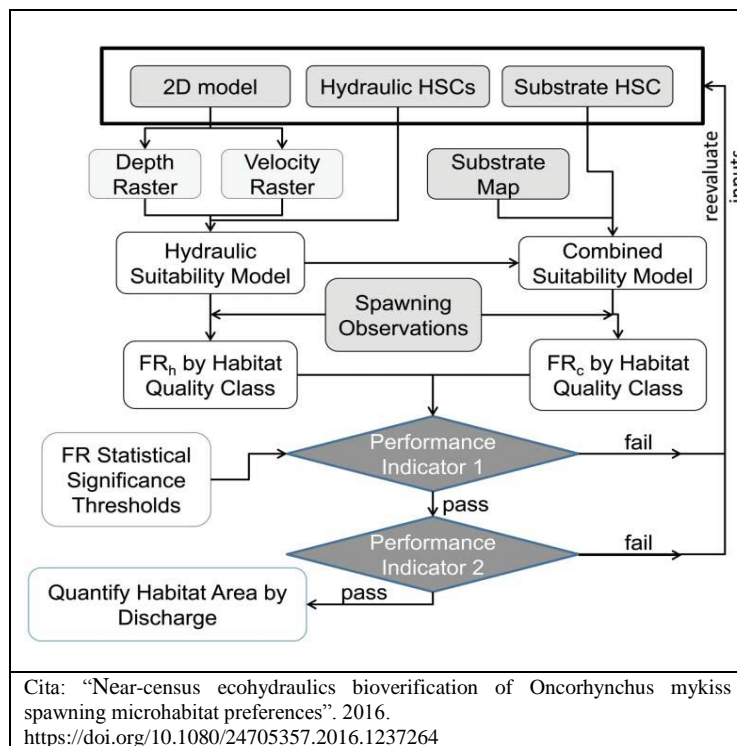 2D model
Hydraulic HSCs
Substrate HSC
Depth
Raster
Velocity
Raster
Substrate
Map
reevaluate
inputs
Hydraulic
Suitability Model
Combined
Suitability Model
Spawning
Observations
FRh by Habitat
Quality Class
FRc by Habitat
Quality Class
FR Statistical
Significance
Thresholds
Performance
Indicator 1
fail
pass
Performance
Indicator 2
fail
pass
Quantify Habitat Area by
Discharge
Cita: “Near-census ecohydraulics bioverification of Oncorhynchus mykiss
spawning microhabitat preferences”. 2016.
https://doi.org/10.1080/24705357.2016.1237264